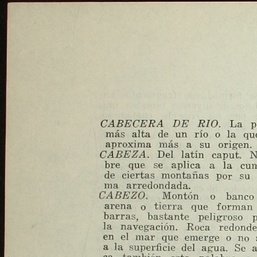 CABECERA DE RIO. La p
más alta de un río o la que
aproxima más a su origen.
CABEZA. Del latín caput. N
bre que se aplica a la cum
de ciertas montañas por su
ma arredondada.
CABEZO. Montón o banco
arena o tierra que forman
barras, bastante peligroso p
la navegación. Roca redonde
en el mar que emerge o no
a la superficie del agua. Se a